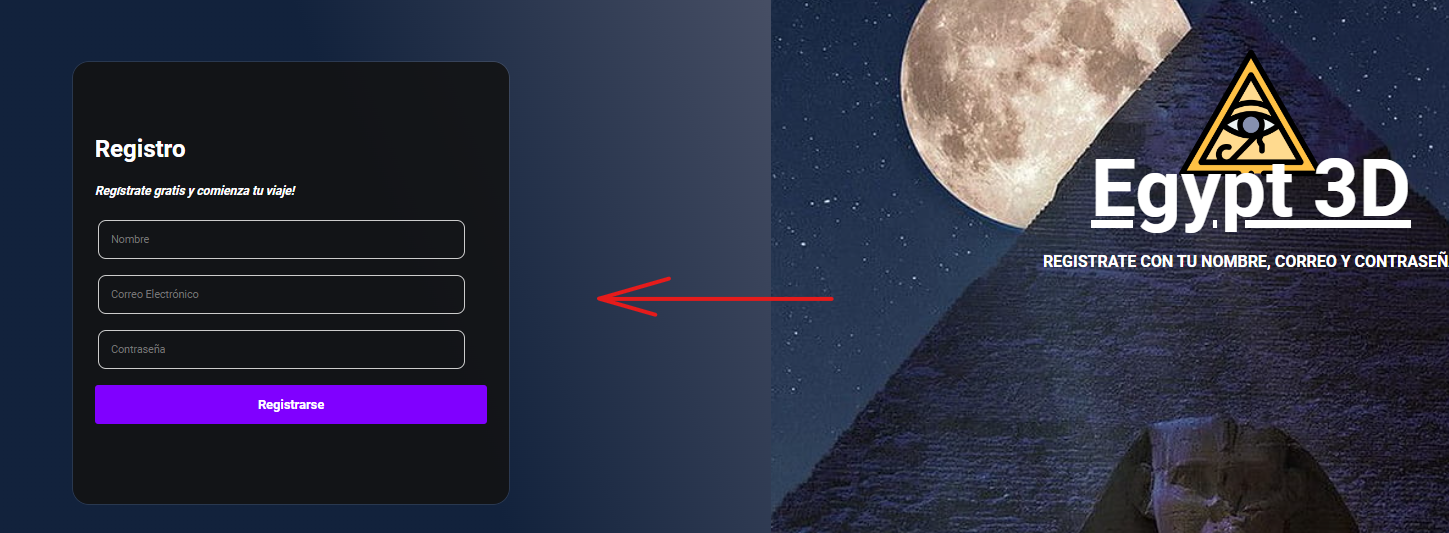 Registro
Regístrate gratis y comienza tu viaje!
Nombre
Correo Electrónico
Contraseña
Registrarse
Egypt 3D
REGISTRATE CON TU NOMBRE, CORREO Y CONTRASEÑ